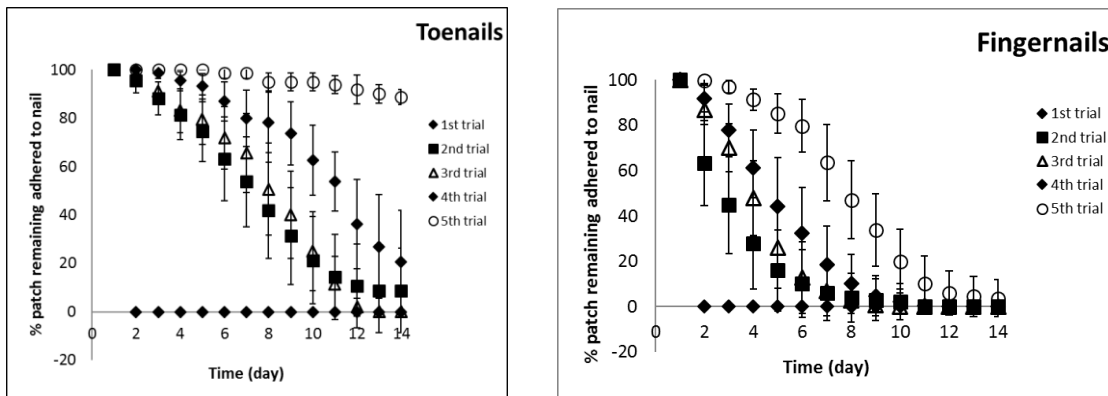 Toenails
% patch remaining adhered to nail
100
80
60
40
20
0
-20
0 2 4 6 8 10 12 14
Time (day)
1st trial
2nd trial
3rd trial
4th trial
5th trial
Fingernails
% patch remaining adhered to nail
100
80
60
40
20
0
-20
0 2 4 6 8 10 12 14
Time (day)
1st trial
2nd trial
3rd trial
4th trial
5th trial